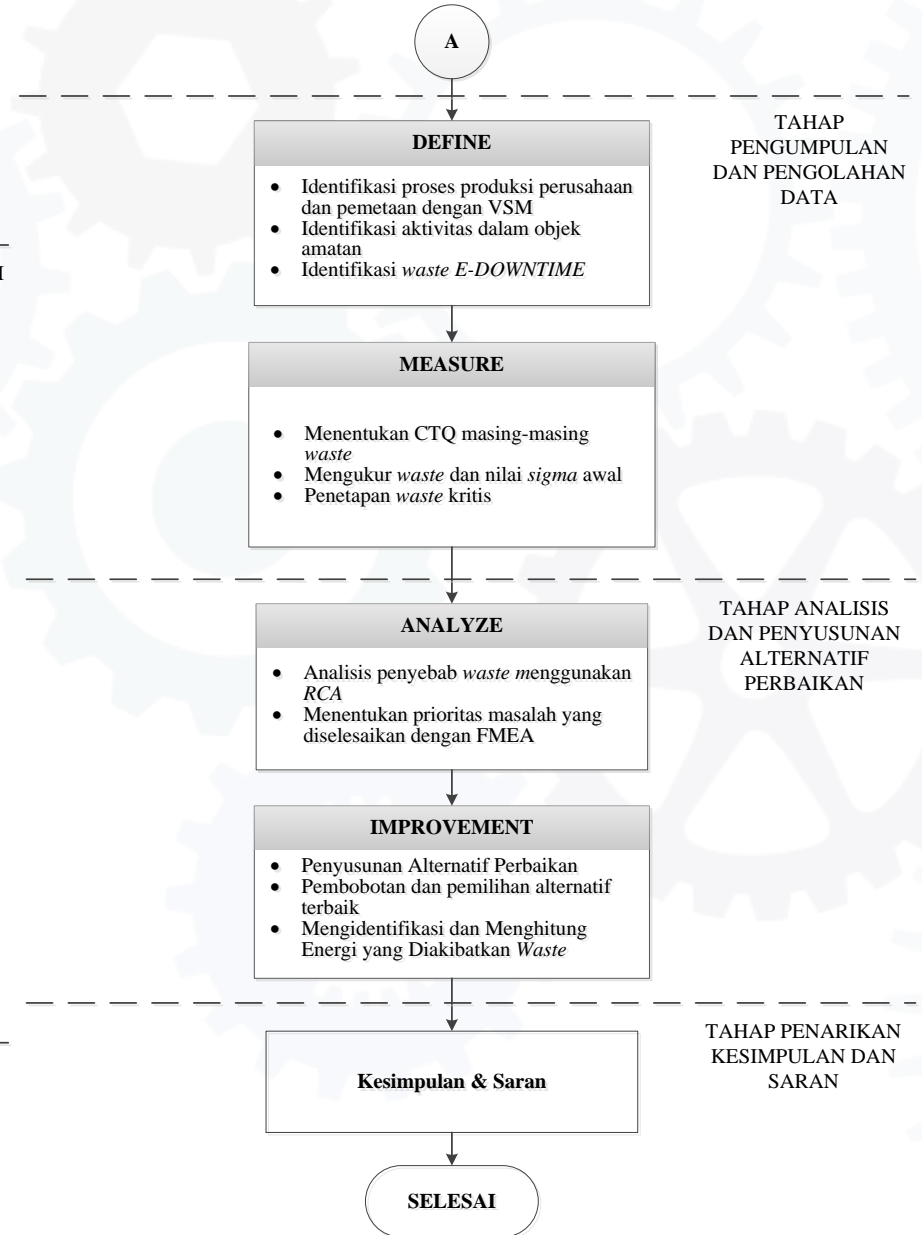 A
TAHAP
PENGUMPULAN
DAN PENGOLAHAN
DATA
DEFINE
• Identifikasi proses produksi perusahaan
dan pemetaan dengan VSM
• Identifikasi aktivitas dalam objek
amatan
• Identifikasi waste E-DOWNTIME
MEASURE
• Menentukan CTQ masing-masing
waste
• Mengukur waste dan nilai sigma awal
• Penetapan waste kritis
TAHAP ANALISIS
DAN PENYUSUNAN
ALTERNATIF
PERBAIKAN
ANALYZE
• Analisis penyebab waste menggunakan
RCA
• Menentukan prioritas masalah yang
diselesaikan dengan FMEA
IMPROVEMENT
• Penyusunan Alternatif Perbaikan
• Pembobotan dan pemilihan alternatif
terbaik
• Mengidentifikasi dan Menghitung
Energi yang Diakibatkan Waste
TAHAP PENARIKAN
KESIMPULAN DAN
SARAN
Kesimpulan & Saran
SELESAI